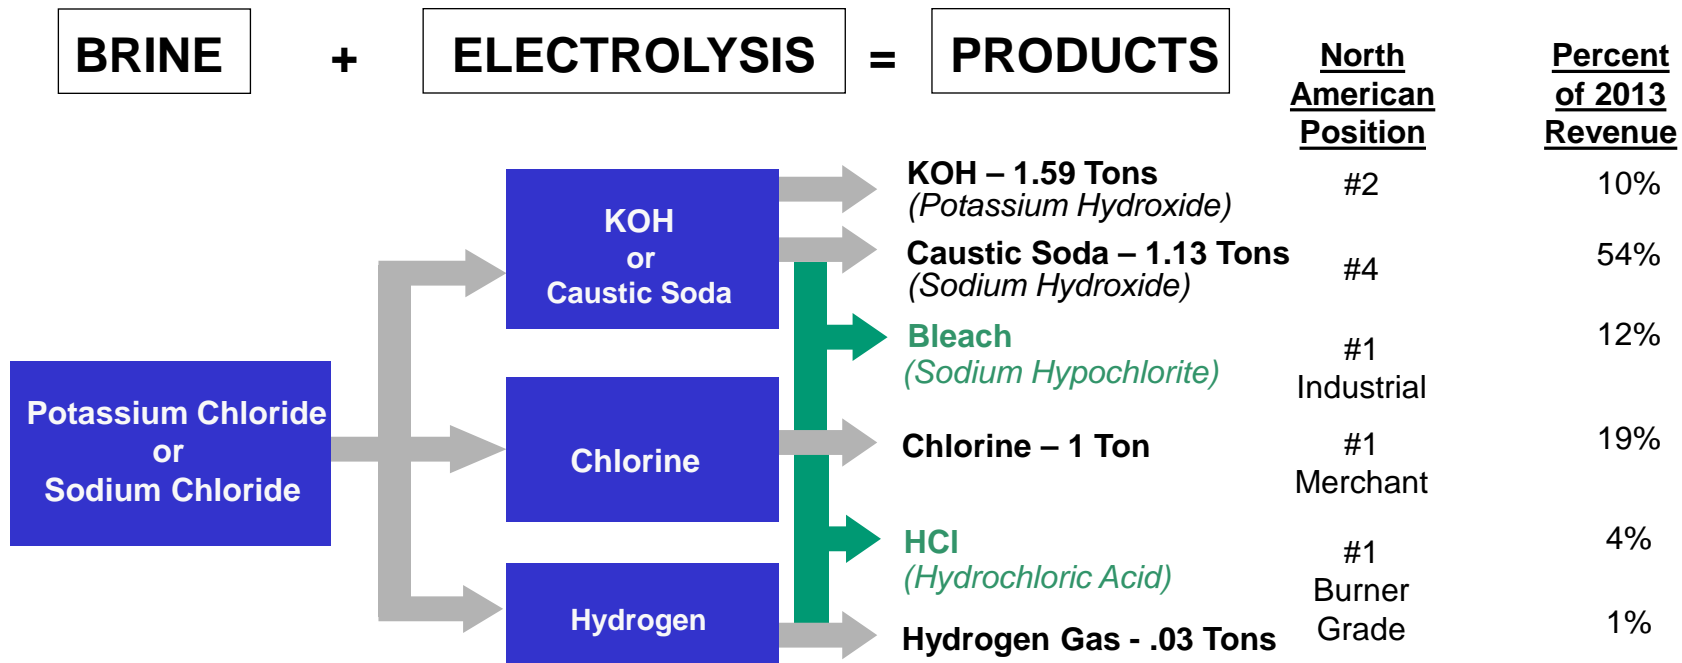 BRINE + ELECTROLYSIS = PRODUCTS
North
American
Position
Percent
of 2013
Revenue
Potassium Chloride
or
Sodium Chloride
KOH
or
Caustic Soda
Chlorine
Hydrogen
KOH – 1.59 Tons
(Potassium Hydroxide)
#2
10%
Caustic Soda – 1.13 Tons
(Sodium Hydroxide)
#4
54%
Bleach
(Sodium Hypochlorite)
#1
Industrial
12%
Chlorine – 1 Ton
#1
Merchant
19%
HCl
(Hydrochloric Acid)
#1
Burner
Grade
4%
Hydrogen Gas - .03 Tons
1%